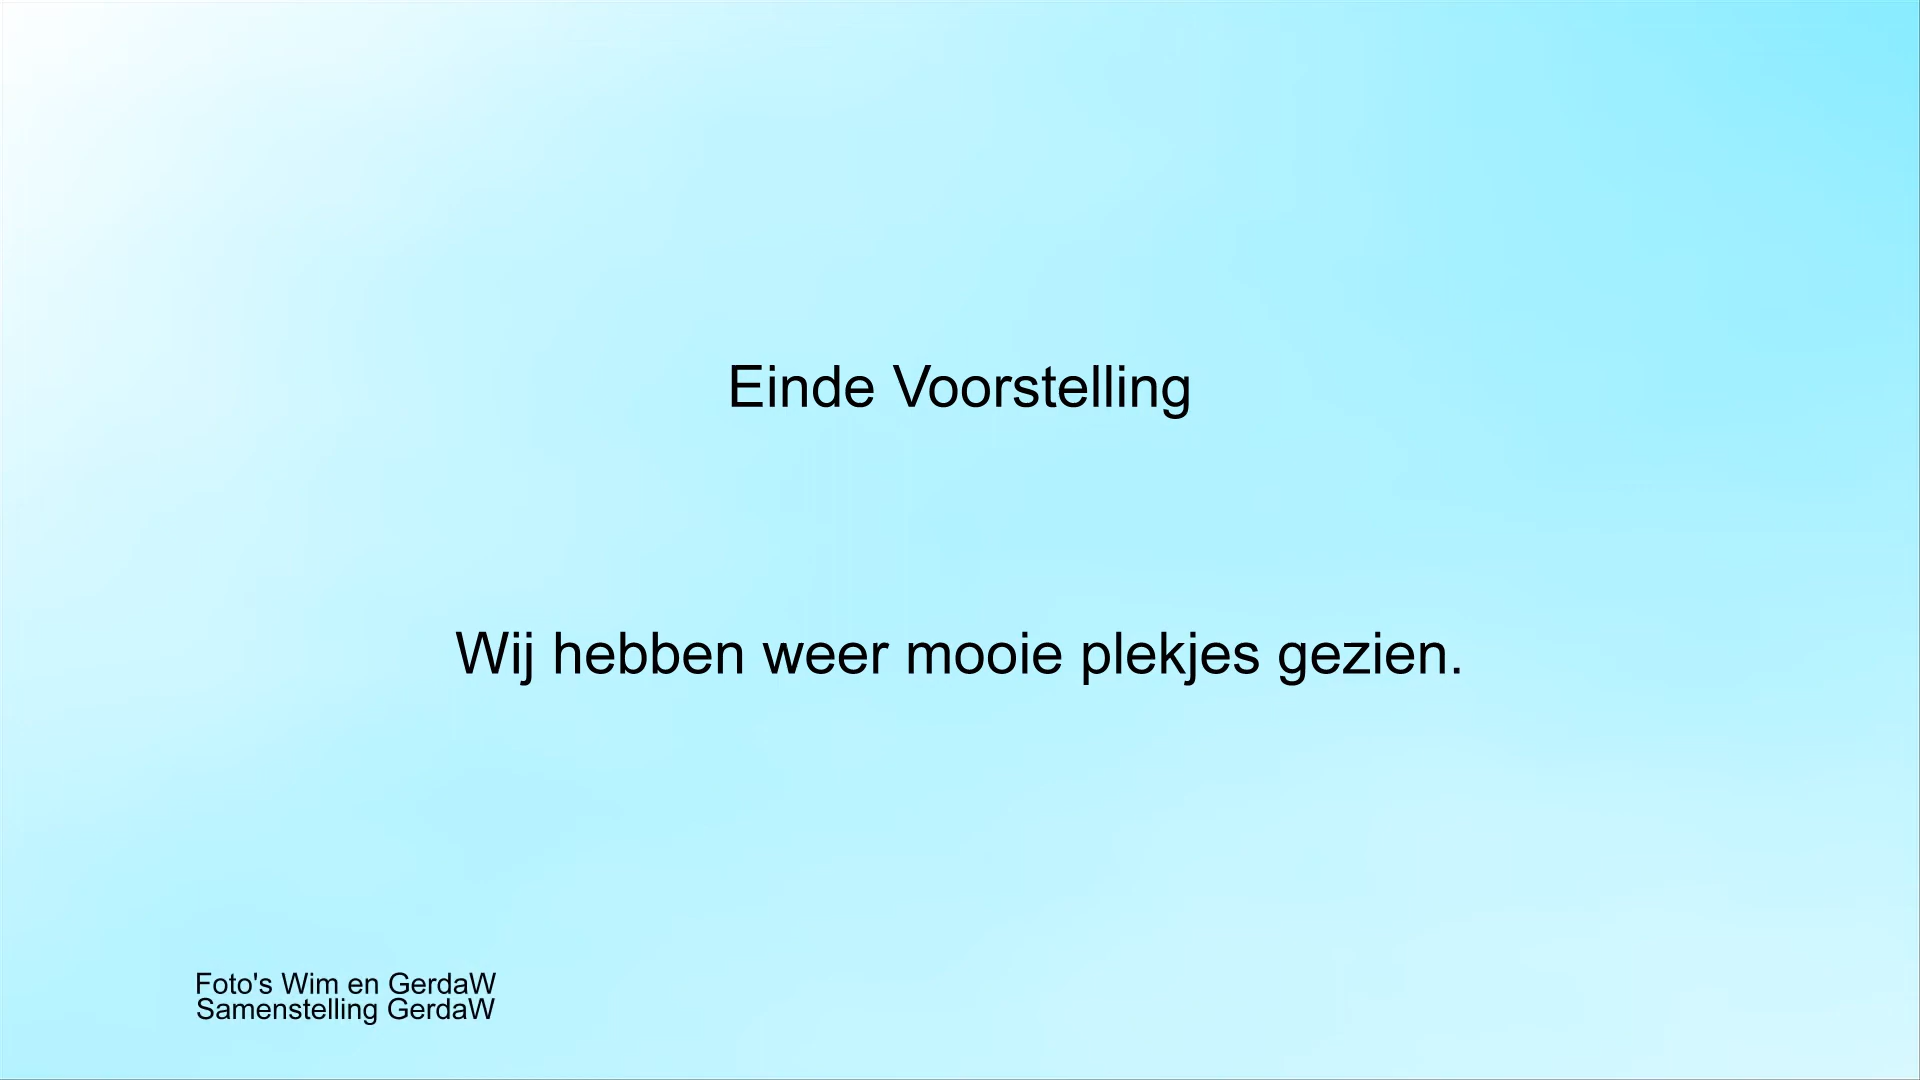 Einde Voorstelling
Wij hebben weer mooie plekjes gezien.
Foto's Wim en GerdaW
Samenstelling GerdaW